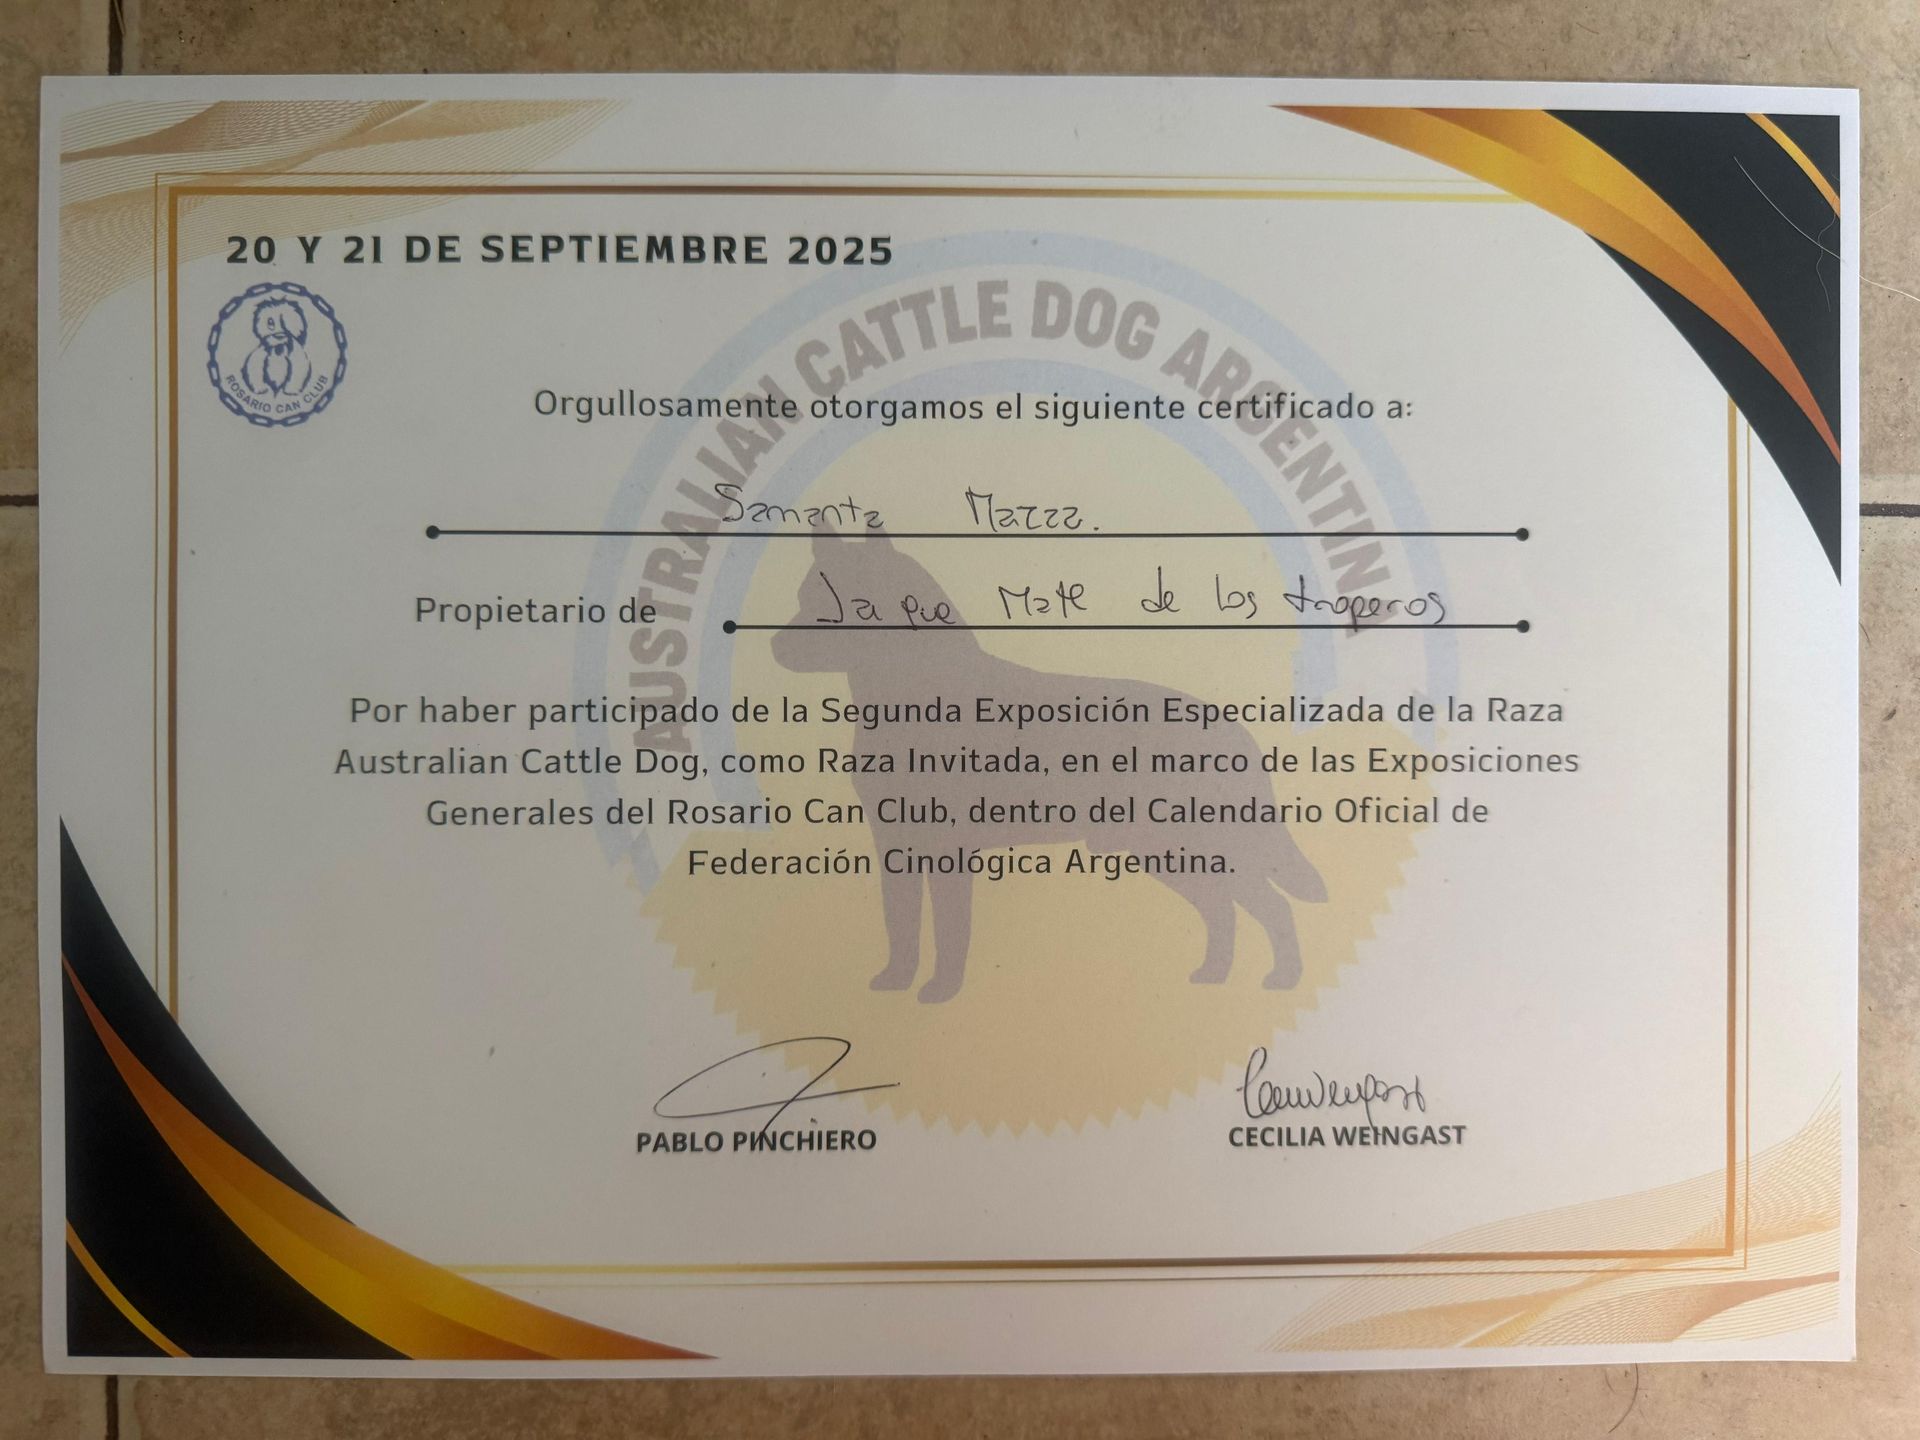 20 Y 21 DE SEPTIEMBRE 2025
ROSARIO CAN CLUB
AUSTRALIAN CATTLE DOG ARGENTINA
Orgullosamente otorgamos el siguiente certificado a:
Samanta Mazza.
Propietario de Jaque Mate de los troperos
Por haber participado de la Segunda Exposición Especializada de la Raza
Australian Cattle Dog, como Raza Invitada, en el marco de las Exposiciones
Generales del Rosario Can Club, dentro del Calendario Oficial de
Federación Cinológica Argentina.
PABLO PINCHIERO
CECILIA WEINGAST